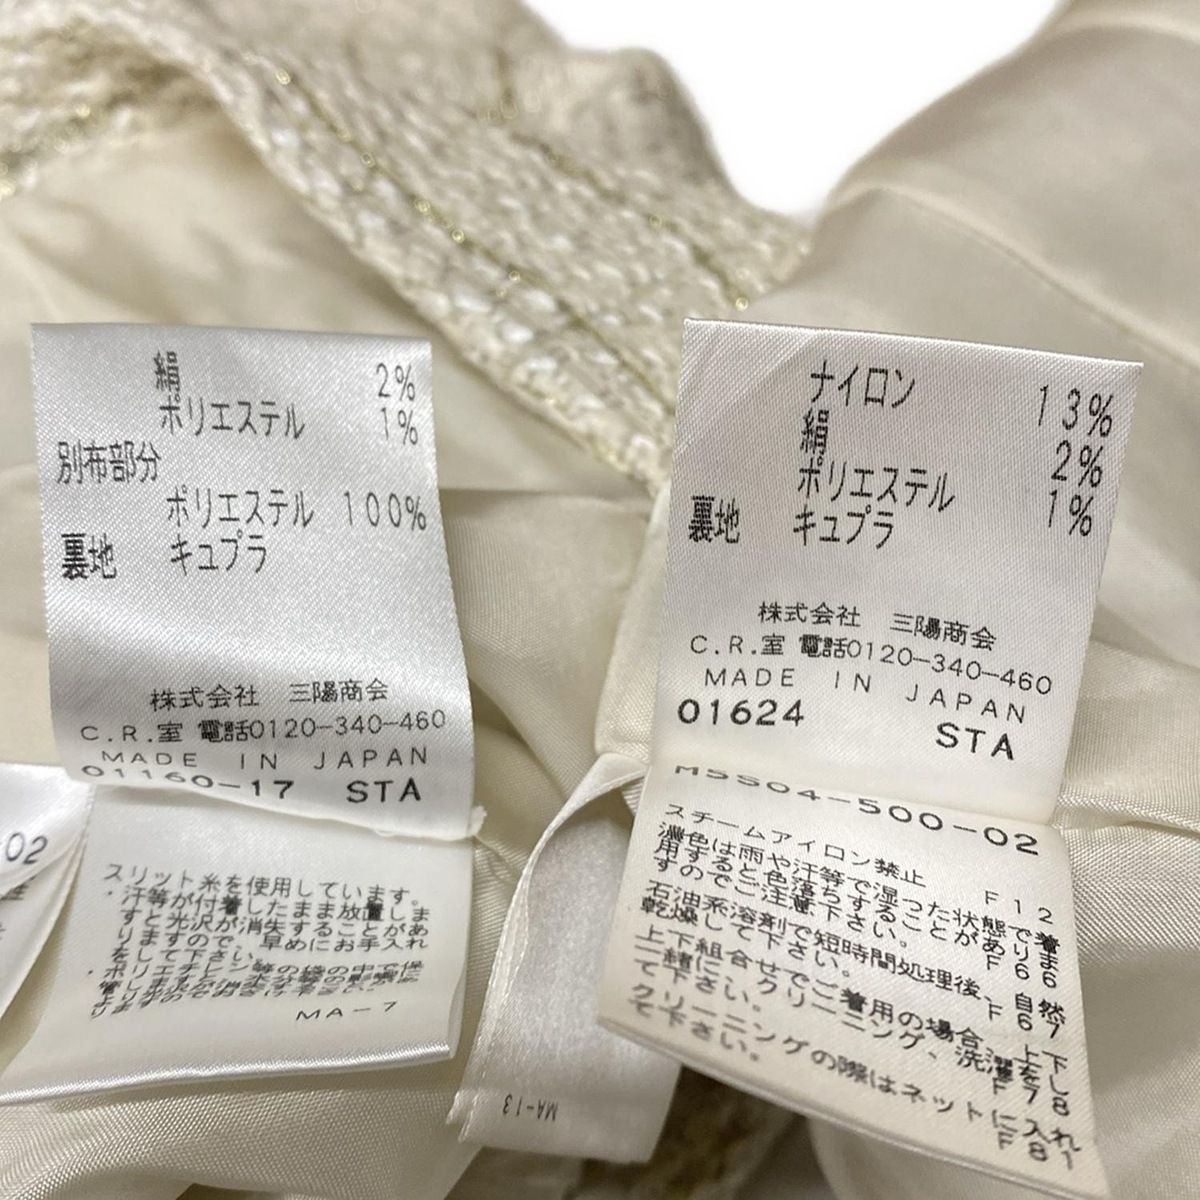 絹 2%
ポリエステル 1%
別布部分
ポリエステル 100%
裏地 キュプラ
株式会社 三陽商会
C.R.室 電話0120-340-460
MADE IN JAPAN
01160-17 STA
スリット糸を使用しています。
・汗等が付着したまま放置しま
すと光沢が消失することがあ
りますので、早めにお手入れ
をして下さい。
MA-7
-02
ナイロン 13%
絹 2%
ポリエステル 1%
裏地 キュプラ
株式会社 三陽商会
C.R.室 電話0120-340-460
MADE IN JAPAN
01624 STA
M5504-500-02
スチームアイロン禁止 F12
濃色は雨や汗等で湿った状態で着
用すると色落ちすることがありま
すのでご注意下さい。 F66
石油系溶剤で短時間処理後、自然
乾燥して下さい。 F67
上下組合せでご着用の場合、上下
一緒にクリーニング、洗濯をし
て下さい。 F78
クリーニングの際はネットに入れ
て下さい。 F81
MA-13